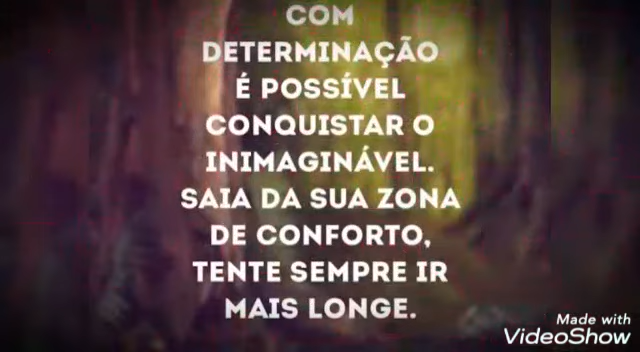 COM
DETERMINAÇÃO
É POSSÍVEL
CONQUISTAR O
INIMAGINÁVEL.
SAIA DA SUA ZONA
DE CONFORTO,
TENTE SEMPRE IR
MAIS LONGE.
Made with
VideoShow